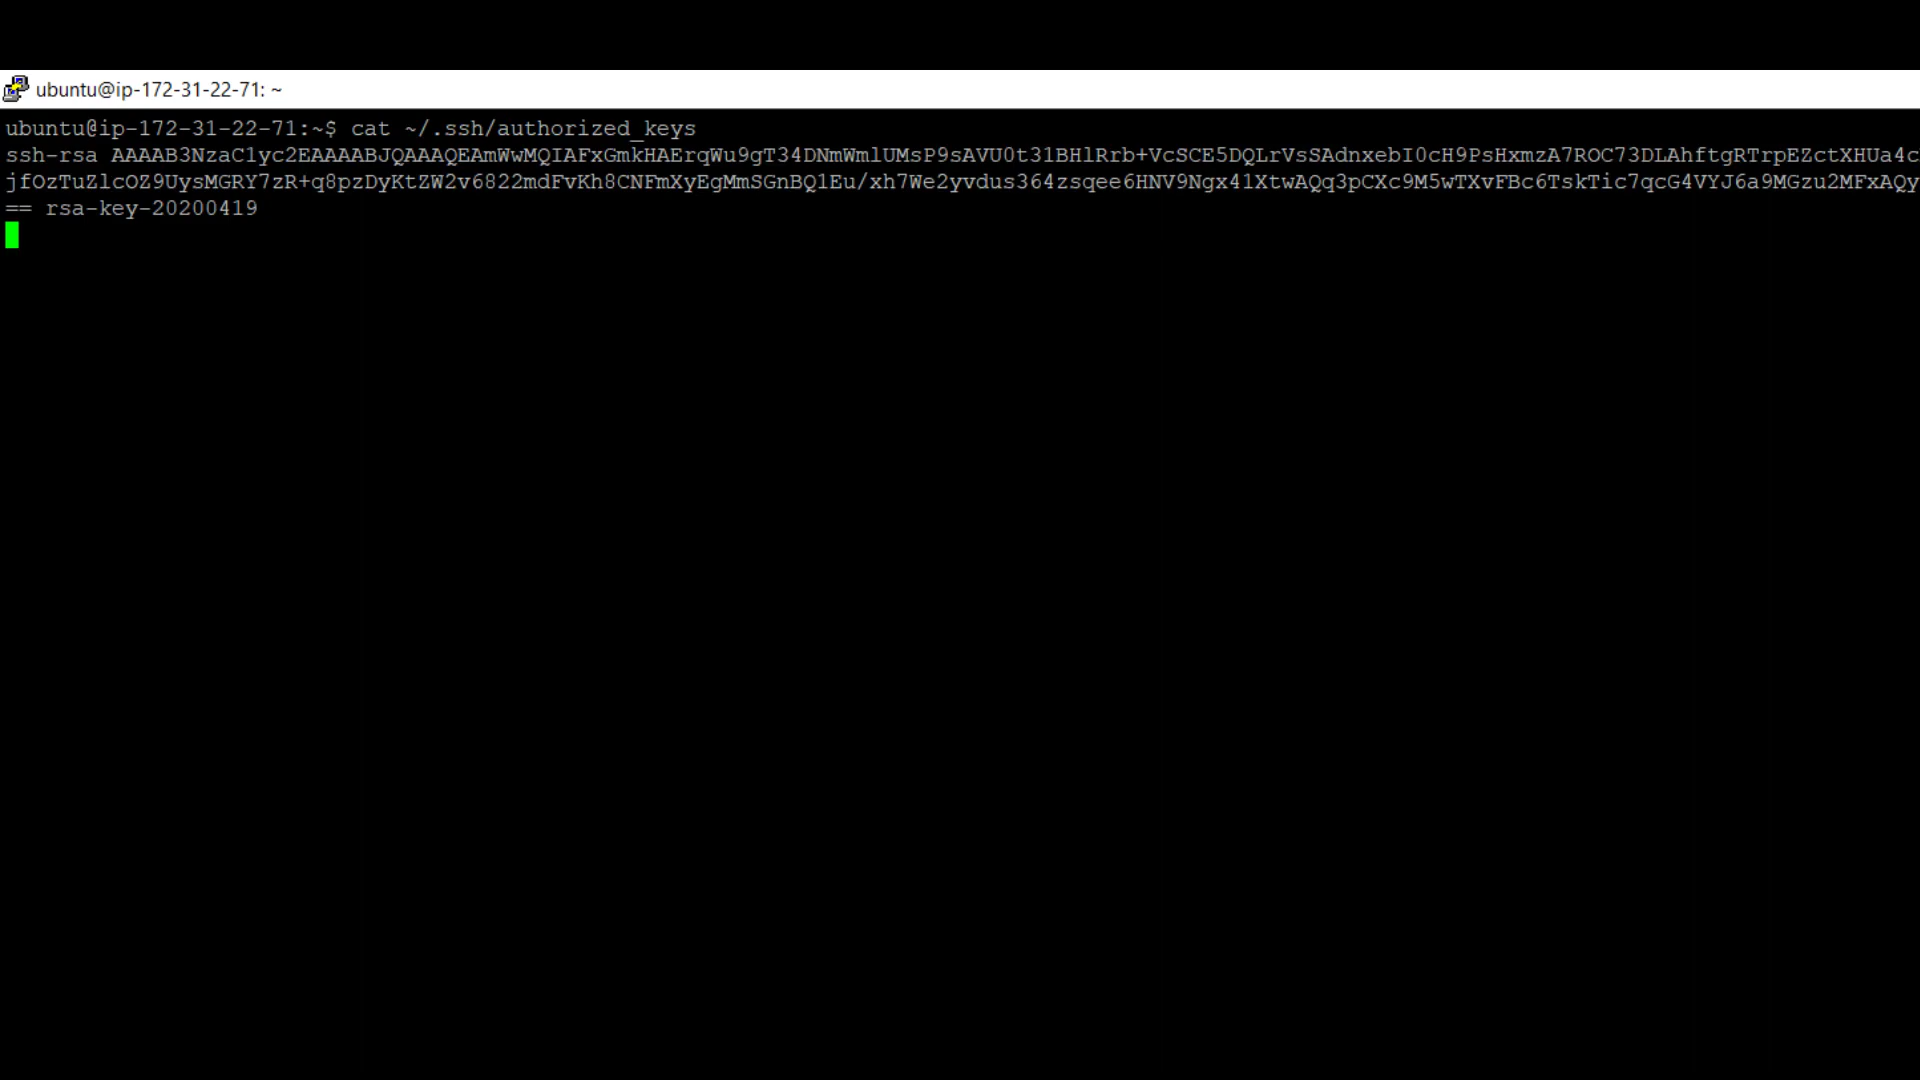 ubuntu@ip-172-31-22-71: ~
ubuntu@ip-172-31-22-71:~$ cat ~/.ssh/authorized_keys
ssh-rsa AAAAB3NzaC1yc2EAAAABJQAAAQEAmWwMQIAFxGmkHAErqWu9gT34DNmWmlUMsP9sAVU0t31BHlRrb+VcSCE5DQLrVsSAdnxebI0cH9PsHxmzA7ROC73DLAhftgRTrpEZctXHUa4c
jfOzTuZlcOZ9UysMGRY7zR+q8pzDyKtZW2v6822mdFvKh8CNFmXyEgMmSGnBQ1Eu/xh7We2yvdus364zsqee6HNV9Ngx41XtwAQq3pCXc9M5wTXvFBc6TskTic7qcG4VYJ6a9MGzu2MFxAQy
== rsa-key-20200419